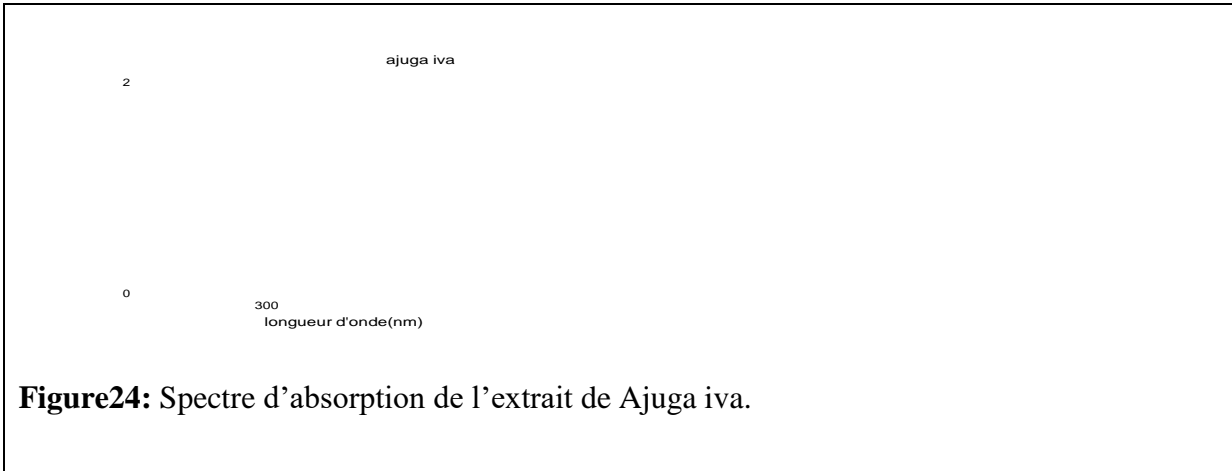 ajuga iva
2
0
300
longueur d'onde(nm)
Figure24: Spectre d’absorption de l’extrait de Ajuga iva.